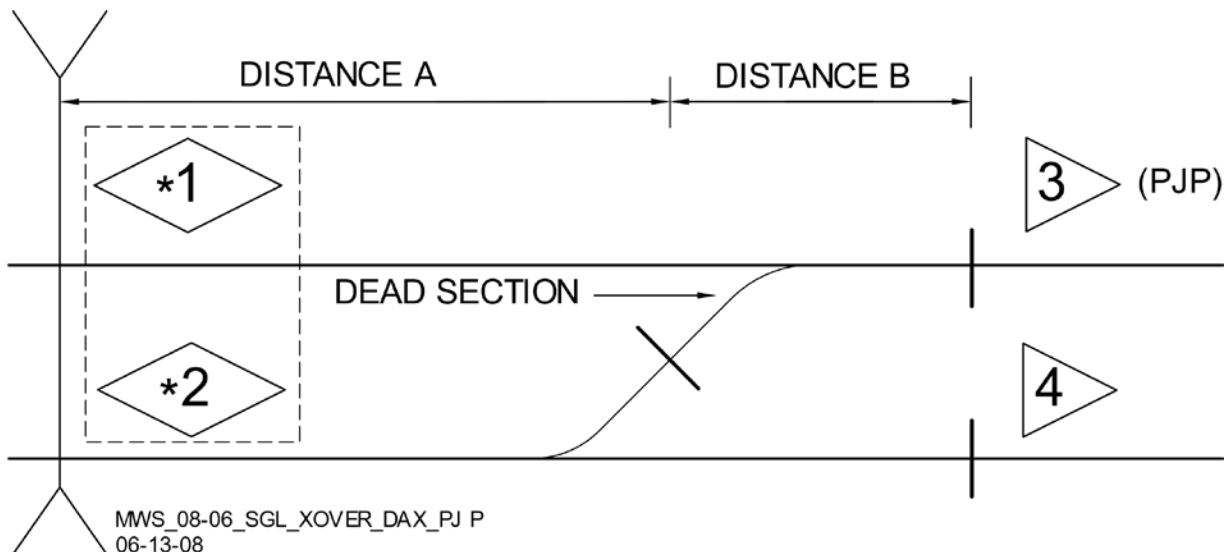 DISTANCE A
DISTANCE B
*1
3
(PJP)
DEAD SECTION
*2
4
MWS_08-06_SGL_XOVER_DAX_PJ P
06-13-08